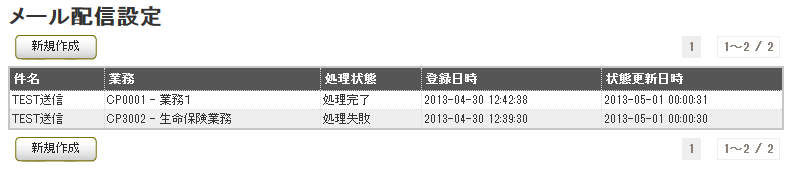 メール配信設定
新規作成 1 1～2 / 2
件名 業務 処理状態 登録日時 状態更新日時
TEST送信 CP0001 - 業務1 処理完了 2013-04-30 12:42:38 2013-05-01 00:00:31
TEST送信 CP3002 - 生命保険業務 処理失敗 2013-04-30 12:39:30 2013-05-01 00:00:30
新規作成 1 1～2 / 2